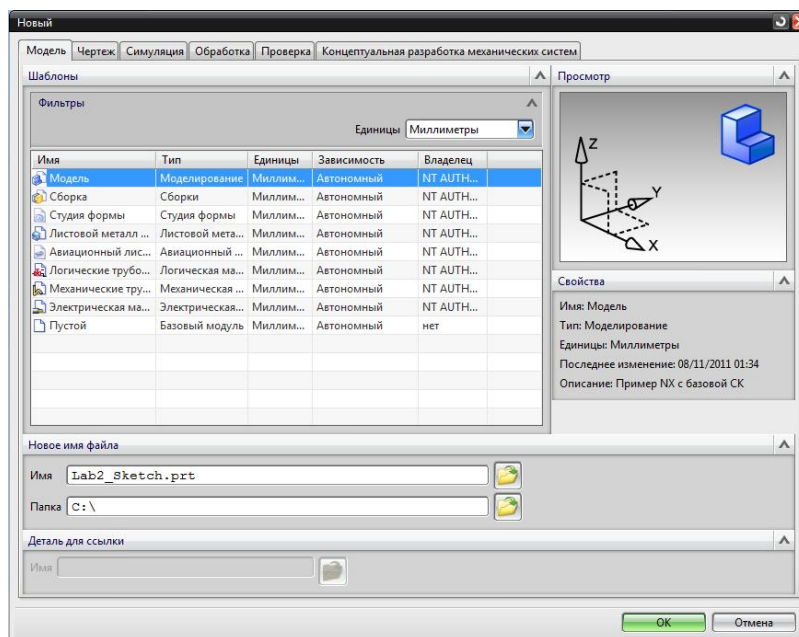 Новый
Модель Чертеж Симуляция Обработка Проверка Концептуальная разработка механических систем
Шаблоны
Фильтры
Единицы Миллиметры
Имя Тип Единицы Зависимость Владелец
Модель Моделирование Миллим... Автономный NT AUTH...
Сборка Сборки Миллим... Автономный NT AUTH...
Студия формы Студия формы Миллим... Автономный NT AUTH...
Листовой металл ... Листовой мета... Миллим... Автономный NT AUTH...
Авиационный лис... Авиационный ... Миллим... Автономный NT AUTH...
Логические трубо... Логическая ма... Миллим... Автономный NT AUTH...
Механические тру... Механическая ... Миллим... Автономный NT AUTH...
Электрическая ма... Электрическая... Миллим... Автономный NT AUTH...
Пустой Базовый модуль Миллим... Автономный нет
Просмотр
Z
Y
X
Свойства
Имя: Модель
Тип: Моделирование
Единицы: Миллиметры
Последнее изменение: 08/11/2011 01:34
Описание: Пример NX с базовой СК
Новое имя файла
Имя Lab2_Sketch.prt
Папка C:\
Деталь для ссылки
Имя
OK Отмена